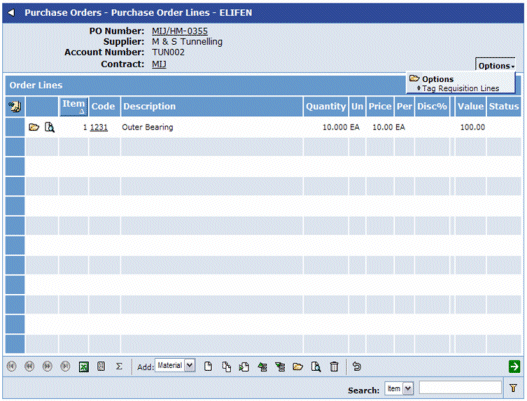 Purchase Orders - Purchase Order Lines - ELIFEN
PO Number: MIJ/HM-0355
Supplier: M & S Tunnelling
Account Number: TUN002
Contract: MIJ
Options
Options
Tag Requisition Lines
Order Lines
Item Code Description Quantity Un Price Per Disc% Value Status
1 1231 Outer Bearing 10.000 EA 10.00 EA 100.00
Σ Add: Material
Search: Item